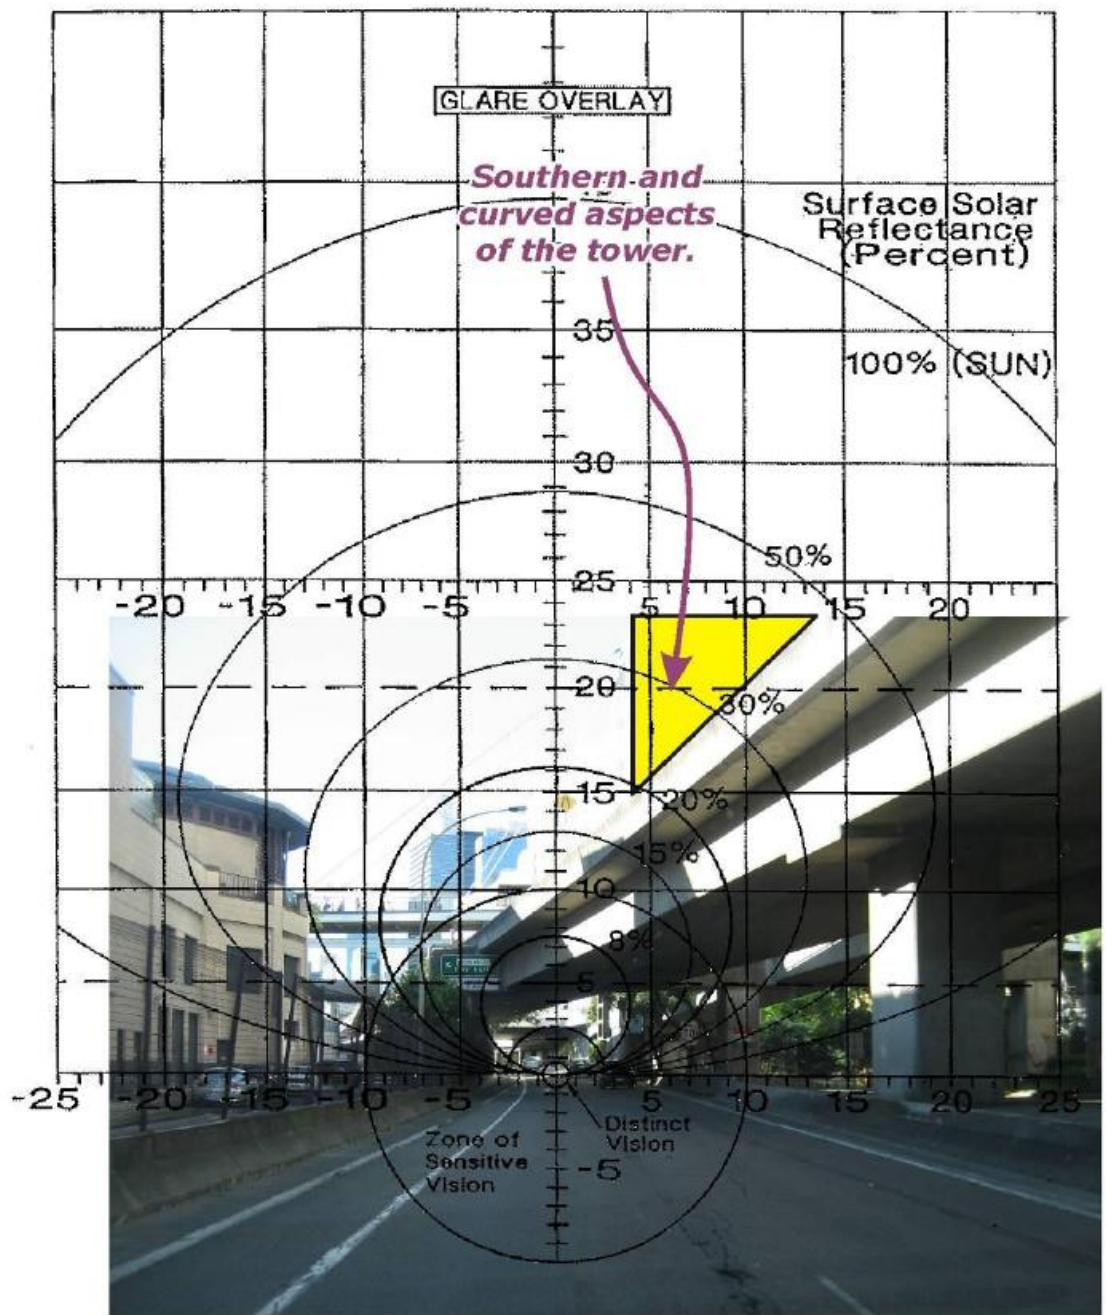 GLARE OVERLAY
Southern and
curved aspects
of the tower.
Surface Solar
Reflectance
(Percent)
35
100% (SUN)
30
50%
25
-20 -15 -10 -5 5 10 15 20
20
30%
15
20%
15%
10
8%
5
-25 -20 -15 -10 -5 5 10 15 20 25
Distinct
Vision
Zone of
Sensitive
Vision
-5